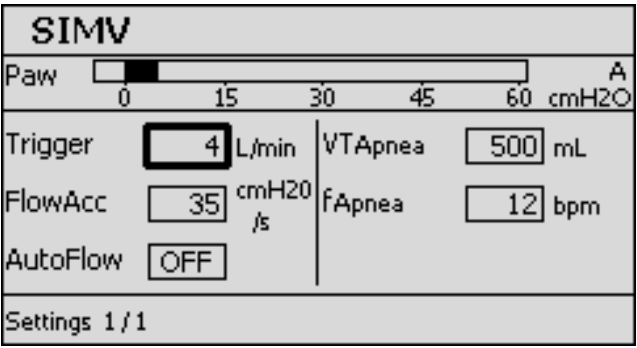 SIMV
Paw A
0 15 30 45 60 cmH2O
Trigger 4 L/min VTApnea 500 mL
FlowAcc 35 cmH20 /s fApnea 12 bpm
AutoFlow OFF
Settings 1/1